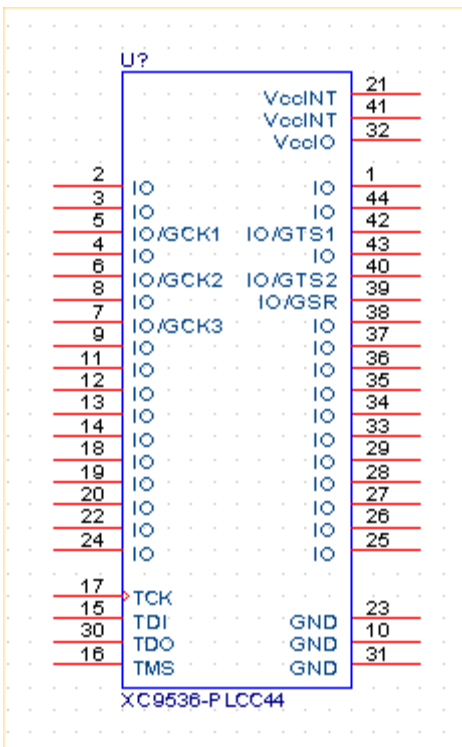 U?
VccINT 21
VccINT 41
VccIO 32
2 IO IO 1
3 IO IO 44
5 IO/GCK1 IO/GTS1 42
4 IO IO 43
6 IO/GCK2 IO/GTS2 40
8 IO IO/GSR 39
7 IO/GCK3 IO 38
9 IO IO 37
11 IO IO 36
12 IO IO 35
13 IO IO 34
14 IO IO 33
18 IO IO 29
19 IO IO 28
20 IO IO 27
22 IO IO 26
24 IO IO 25
17 TCK
15 TDI GND 23
30 TDO GND 10
16 TMS GND 31
XC9536-PLCC44